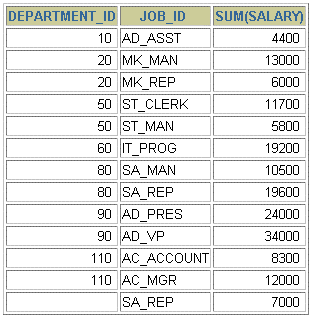 DEPARTMENT_ID JOB_ID SUM(SALARY)
10 AD_ASST 4400
20 MK_MAN 13000
20 MK_REP 6000
50 ST_CLERK 11700
50 ST_MAN 5800
60 IT_PROG 19200
80 SA_MAN 10500
80 SA_REP 19600
90 AD_PRES 24000
90 AD_VP 34000
110 AC_ACCOUNT 8300
110 AC_MGR 12000
SA_REP 7000